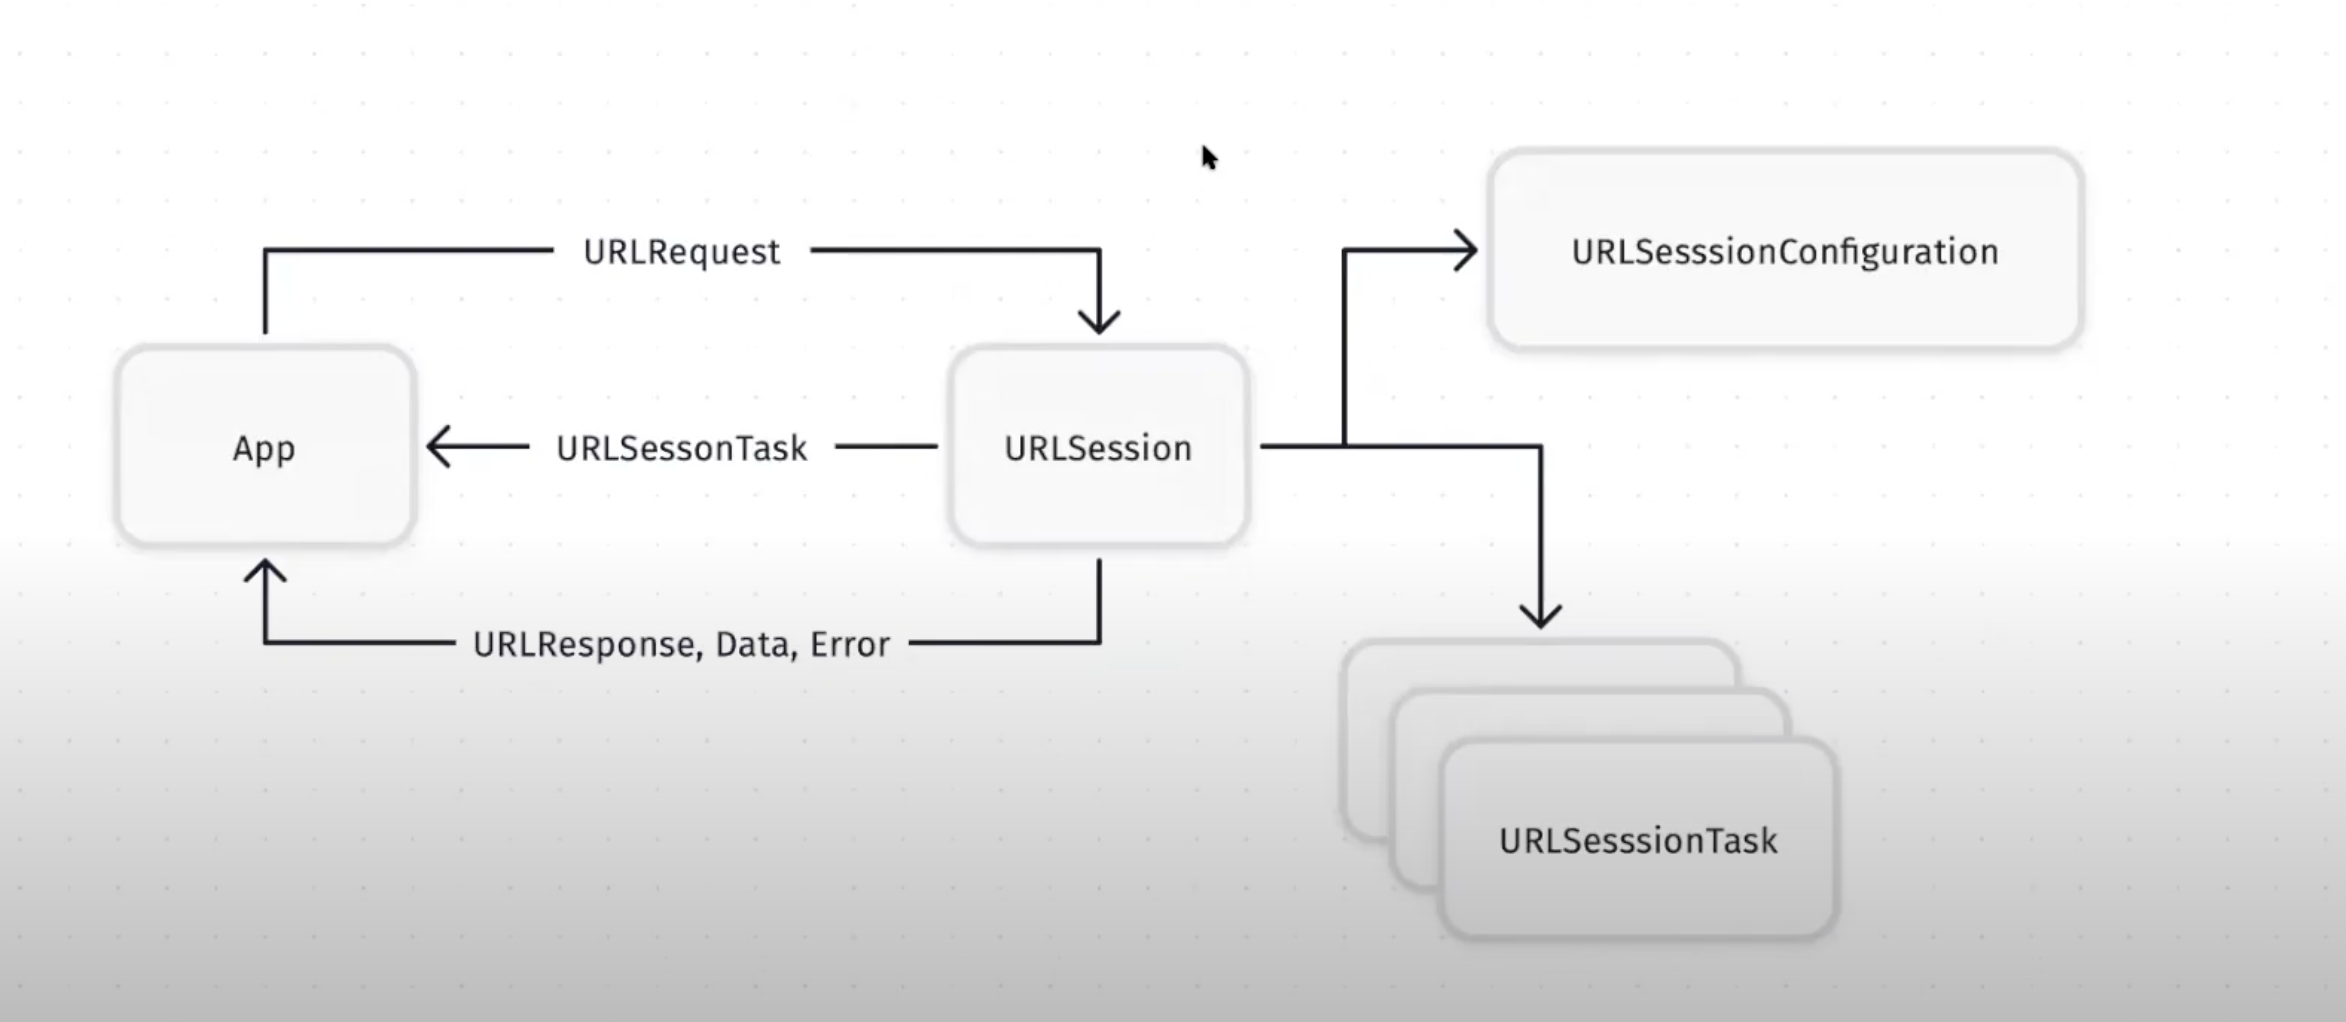 URLRequest
URLSesssionConfiguration
App
URLSessonTask
URLSession
URLResponse, Data, Error
URLSesssionTask